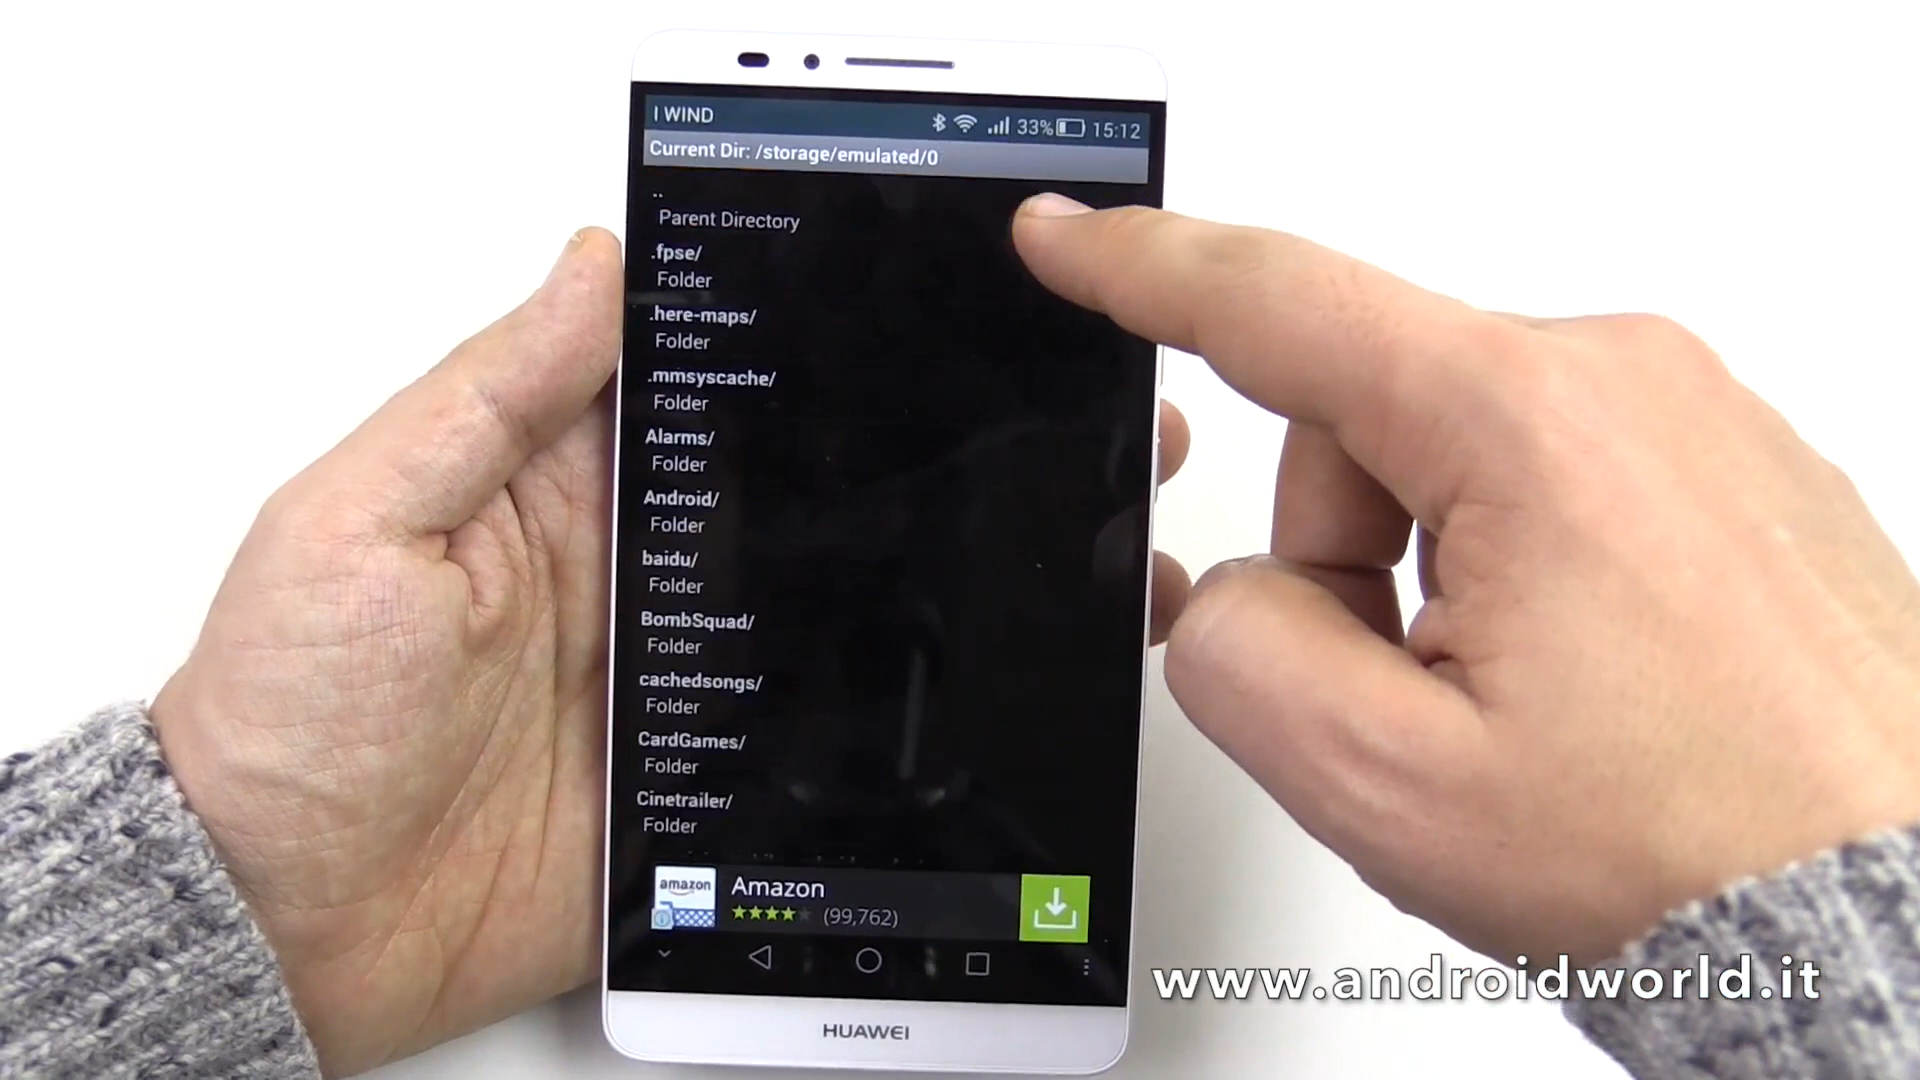 I WIND
33% 15:12
Current Dir: /storage/emulated/0
..
Parent Directory
.fpse/
Folder
.here-maps/
Folder
.mmsyscache/
Folder
Alarms/
Folder
Android/
Folder
baidu/
Folder
BombSquad/
Folder
cachedsongs/
Folder
CardGames/
Folder
Cinetrailer/
Folder
amazon
Amazon
(99,762)
HUAWEI
www.androidworld.it